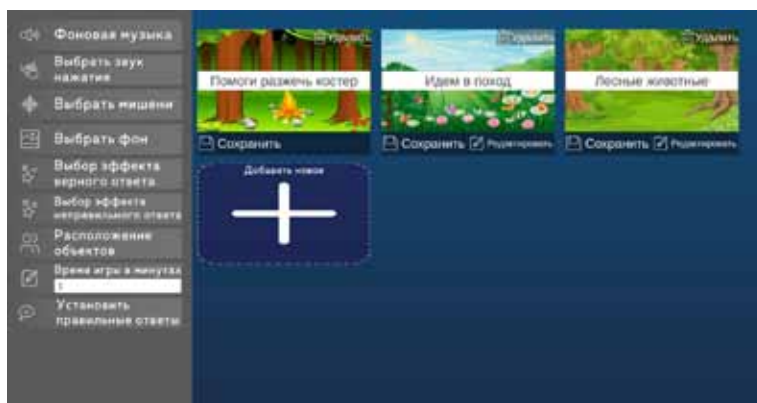 Фоновая музыка
Выбрать звук
нажатия
Выбрать мишени
Выбрать фон
Выбор эффекта
верного ответа
Выбор эффекта
неправильного ответа
Расположение
объектов
Время игры в минутах
1
Установить
правильные ответы
Удалить
Помоги разжечь костер
Сохранить
Удалить
Идем в поход
Сохранить Редактировать
Удалить
Лесные животные
Сохранить Редактировать
Добавить новое